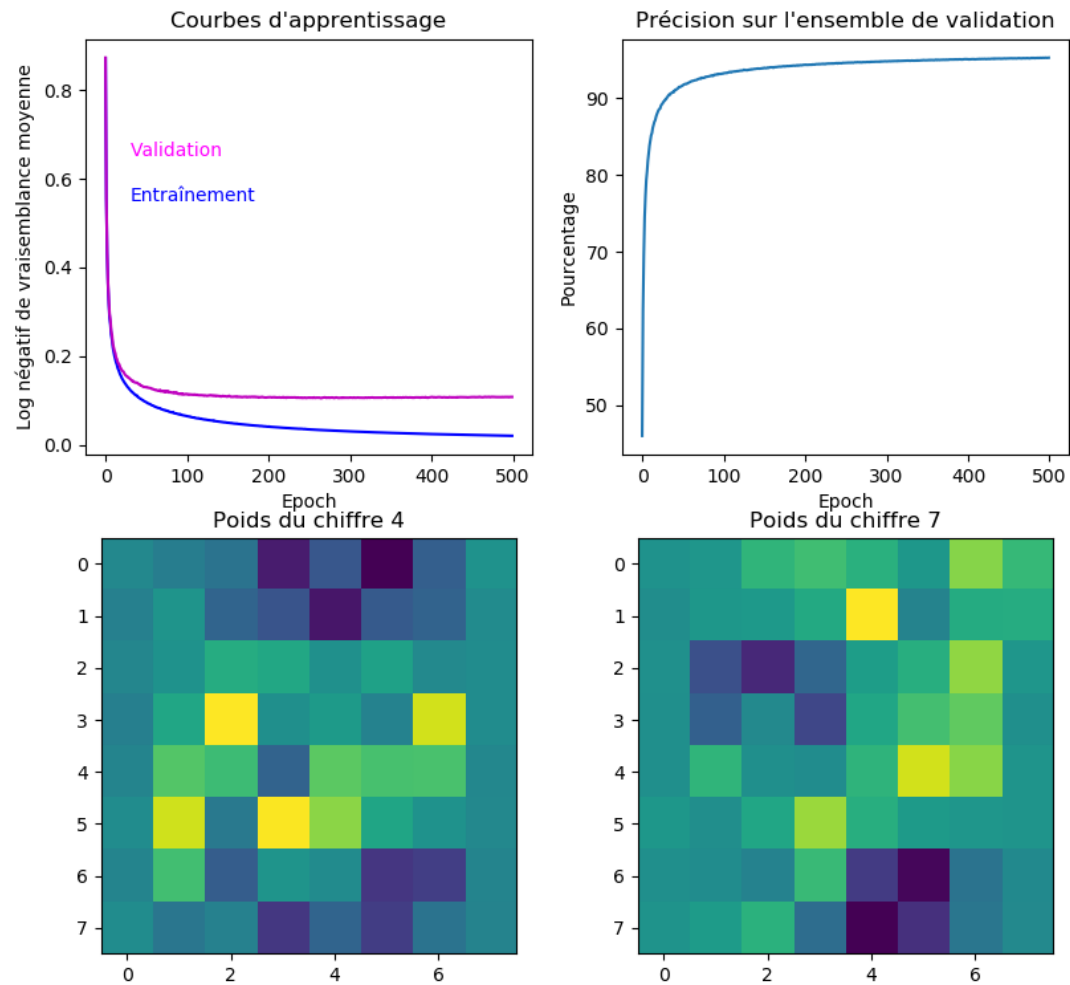 Courbes d'apprentissage
Log négatif de vraisemblance moyenne
0.8
0.6
0.4
0.2
0.0
Validation
Entraînement
0 100 200 300 400 500
Epoch
Précision sur l'ensemble de validation
Pourcentage
90
80
70
60
50
0 100 200 300 400 500
Epoch
Poids du chiffre 4
0
1
2
3
4
5
6
7
0 2 4 6
Poids du chiffre 7
0
1
2
3
4
5
6
7
0 2 4 6